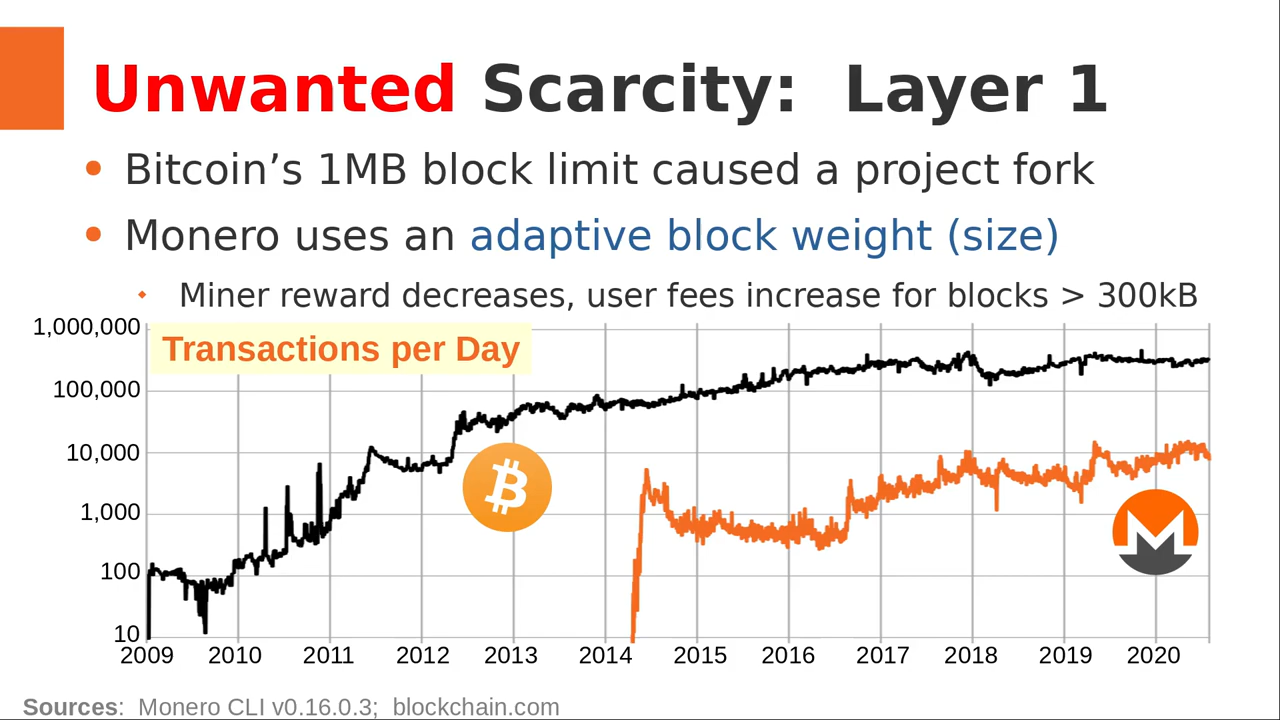 Unwanted Scarcity: Layer 1
• Bitcoin’s 1MB block limit caused a project fork
• Monero uses an adaptive block weight (size)
Miner reward decreases, user fees increase for blocks > 300kB
Transactions per Day
1,000,000
100,000
10,000
1,000
100
10
2009 2010 2011 2012 2013 2014 2015 2016 2017 2018 2019 2020
Sources: Monero CLI v0.16.0.3; blockchain.com